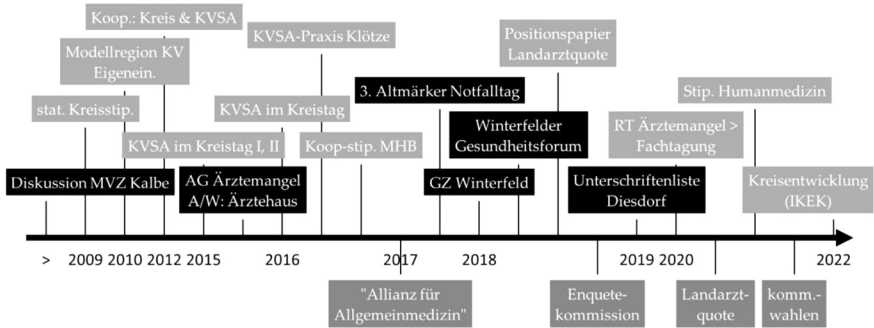 Koop.: Kreis & KVSA
KVSA-Praxis Klötze
Positionspapier
Landarztquote
Modellregion KV
Eigenein.
3. Altmärker Notfalltag
Stip. Humanmedizin
stat. Kreisstip.
KVSA im Kreistag
Winterfelder
Gesundheitsforum
RT Ärztemangel >
Fachtagung
KVSA im Kreistag I, II
Koop-stip. MHB
Diskussion MVZ Kalbe
AG Ärztemangel
A/W: Ärztehaus
GZ Winterfeld
Unterschriftenliste
Diesdorf
Kreisentwicklung
(IKEK)
> 2009 2010 2012 2015 2016 2017 2018 2019 2020 2022
"Allianz für
Allgemeinmedizin"
Enquete-
kommission
Landarzt-
quote
komm.-
wahlen